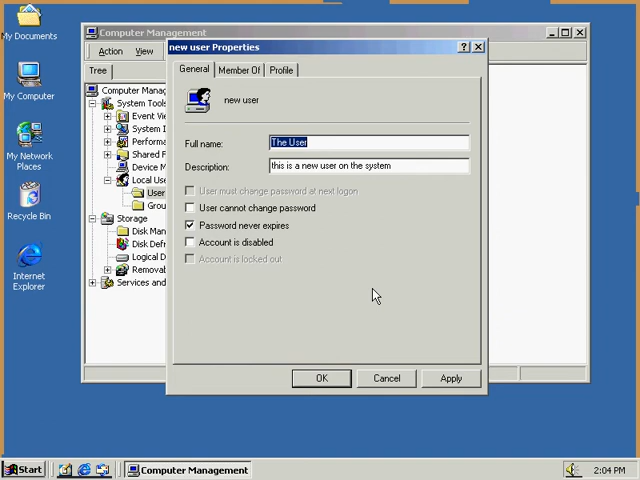 My Documents
My Computer
My Network
Places
Recycle Bin
Internet
Explorer
Computer Management
Action View
Tree
Computer Manag
System Tools
Event Vie
System I
Performa
Shared F
Device M
Local Use
User
Grou
Storage
Disk Man
Disk Defr
Logical D
Removal
Services and
new user Properties
General Member Of Profile
new user
Full name: The User
Description: this is a new user on the system
User must change password at next logon
User cannot change password
Password never expires
Account is disabled
Account is locked out
OK Cancel Apply
Start Computer Management 2:04 PM